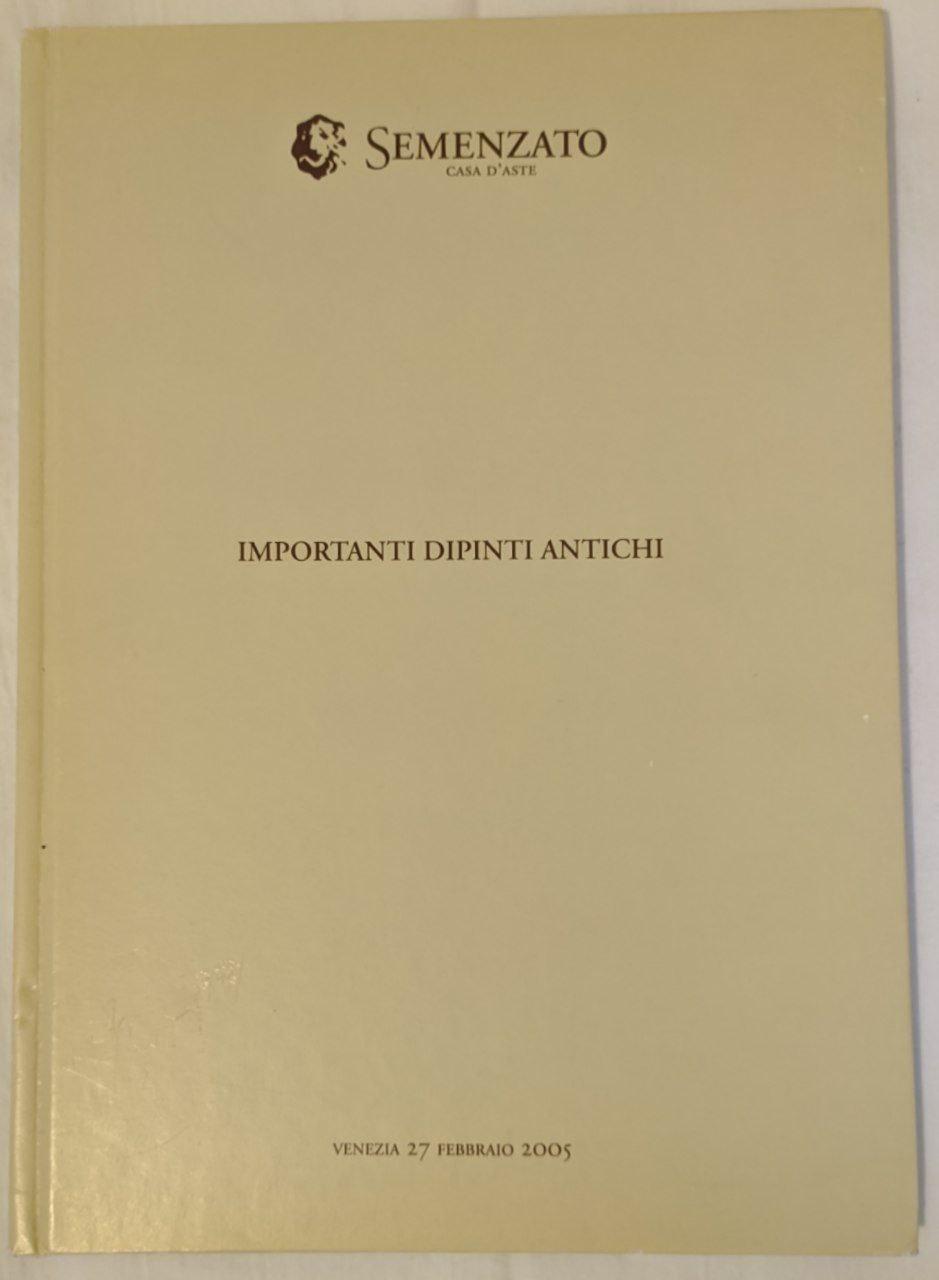 SEMENZATO
CASA D'ASTE
IMPORTANTI DIPINTI ANTICHI
VENEZIA 27 FEBBRAIO 2005